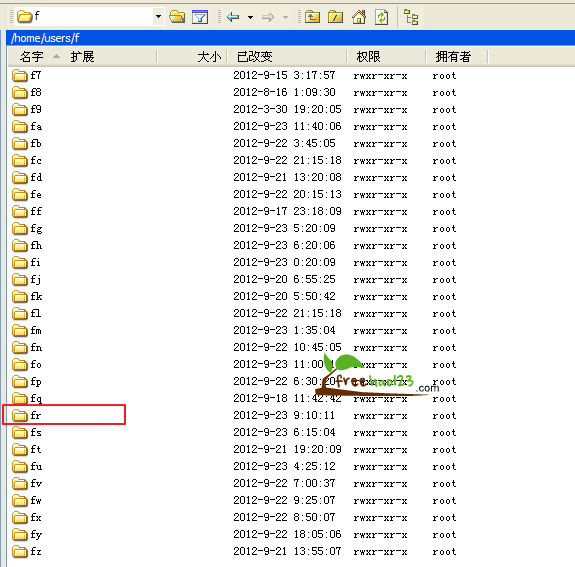 f
/home/users/f
名字 扩展 大小 已改变 权限 拥有者
f7 2012-9-15 3:17:57 rwxr-xr-x root
f8 2012-8-16 1:09:30 rwxr-xr-x root
f9 2012-3-30 19:20:05 rwxr-xr-x root
fa 2012-9-23 11:40:06 rwxr-xr-x root
fb 2012-9-22 3:45:05 rwxr-xr-x root
fc 2012-9-22 21:15:18 rwxr-xr-x root
fd 2012-9-21 13:20:08 rwxr-xr-x root
fe 2012-9-22 20:15:13 rwxr-xr-x root
ff 2012-9-17 23:18:09 rwxr-xr-x root
fg 2012-9-23 5:20:09 rwxr-xr-x root
fh 2012-9-23 6:20:06 rwxr-xr-x root
fi 2012-9-23 0:20:09 rwxr-xr-x root
fj 2012-9-20 6:55:25 rwxr-xr-x root
fk 2012-9-20 5:50:42 rwxr-xr-x root
fl 2012-9-22 21:15:18 rwxr-xr-x root
fm 2012-9-23 1:35:04 rwxr-xr-x root
fn 2012-9-22 10:45:05 rwxr-xr-x root
fo 2012-9-23 rwxr-xr-x root
fp 2012-9-22 rwxr-xr-x root
freehao123.com
fq 2012-9-18 11:42:42 rwxr-xr-x root
fr 2012-9-23 9:10:11 rwxr-xr-x root
fs 2012-9-23 6:15:04 rwxr-xr-x root
ft 2012-9-21 19:20:09 rwxr-xr-x root
fu 2012-9-23 4:25:12 rwxr-xr-x root
fv 2012-9-22 7:00:37 rwxr-xr-x root
fw 2012-9-22 9:25:07 rwxr-xr-x root
fx 2012-9-22 8:50:07 rwxr-xr-x root
fy 2012-9-22 18:05:06 rwxr-xr-x root
fz 2012-9-21 13:55:07 rwxr-xr-x root